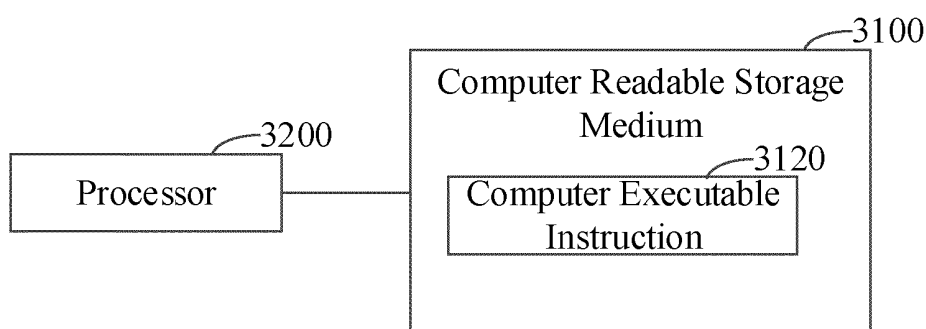 3100
Computer Readable Storage
Medium
3200
Processor
3120
Computer Executable
Instruction